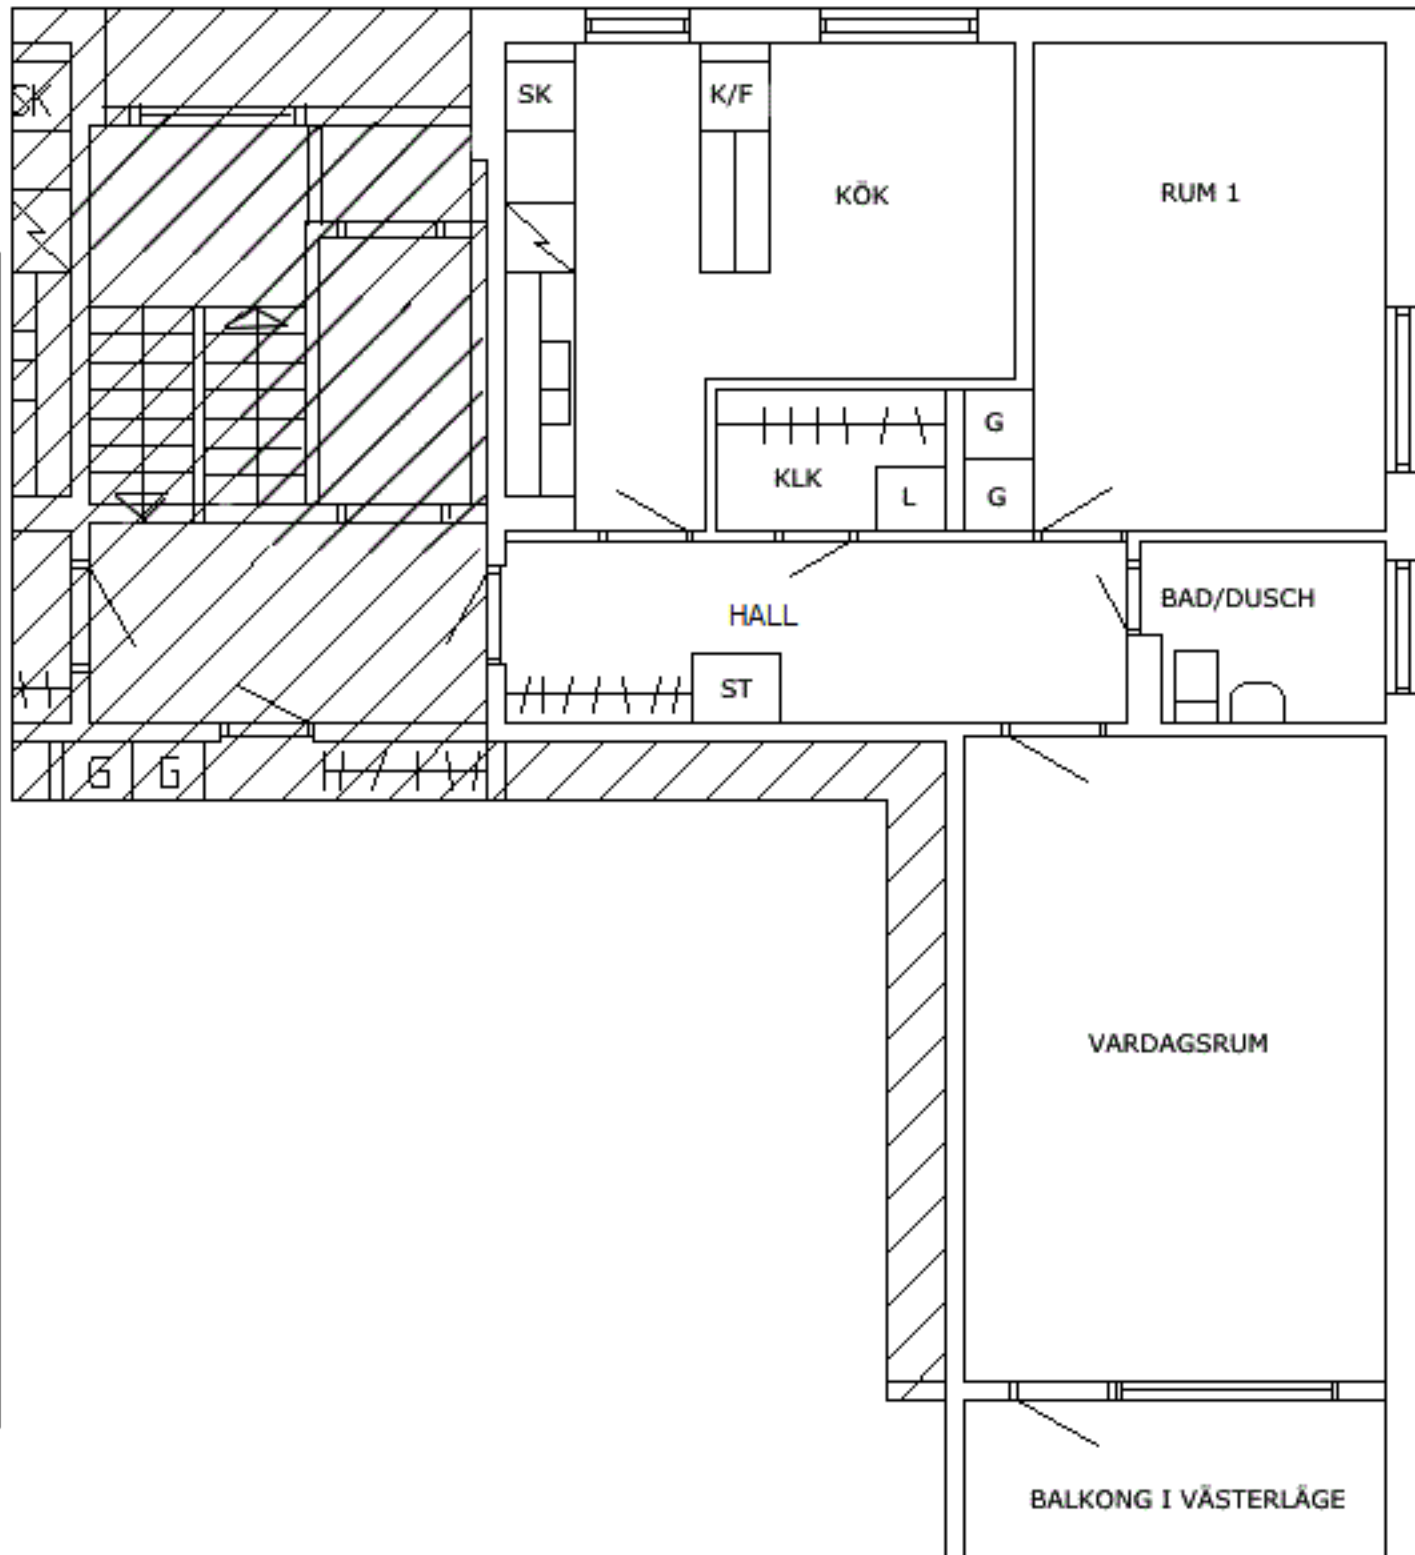 SK
SK
K/F
KÖK
RUM 1
G
KLK
L
G
BAD/DUSCH
HALL
ST
G
G
VARDAGSRUM
BALKONG I VÄSTERLÄGE